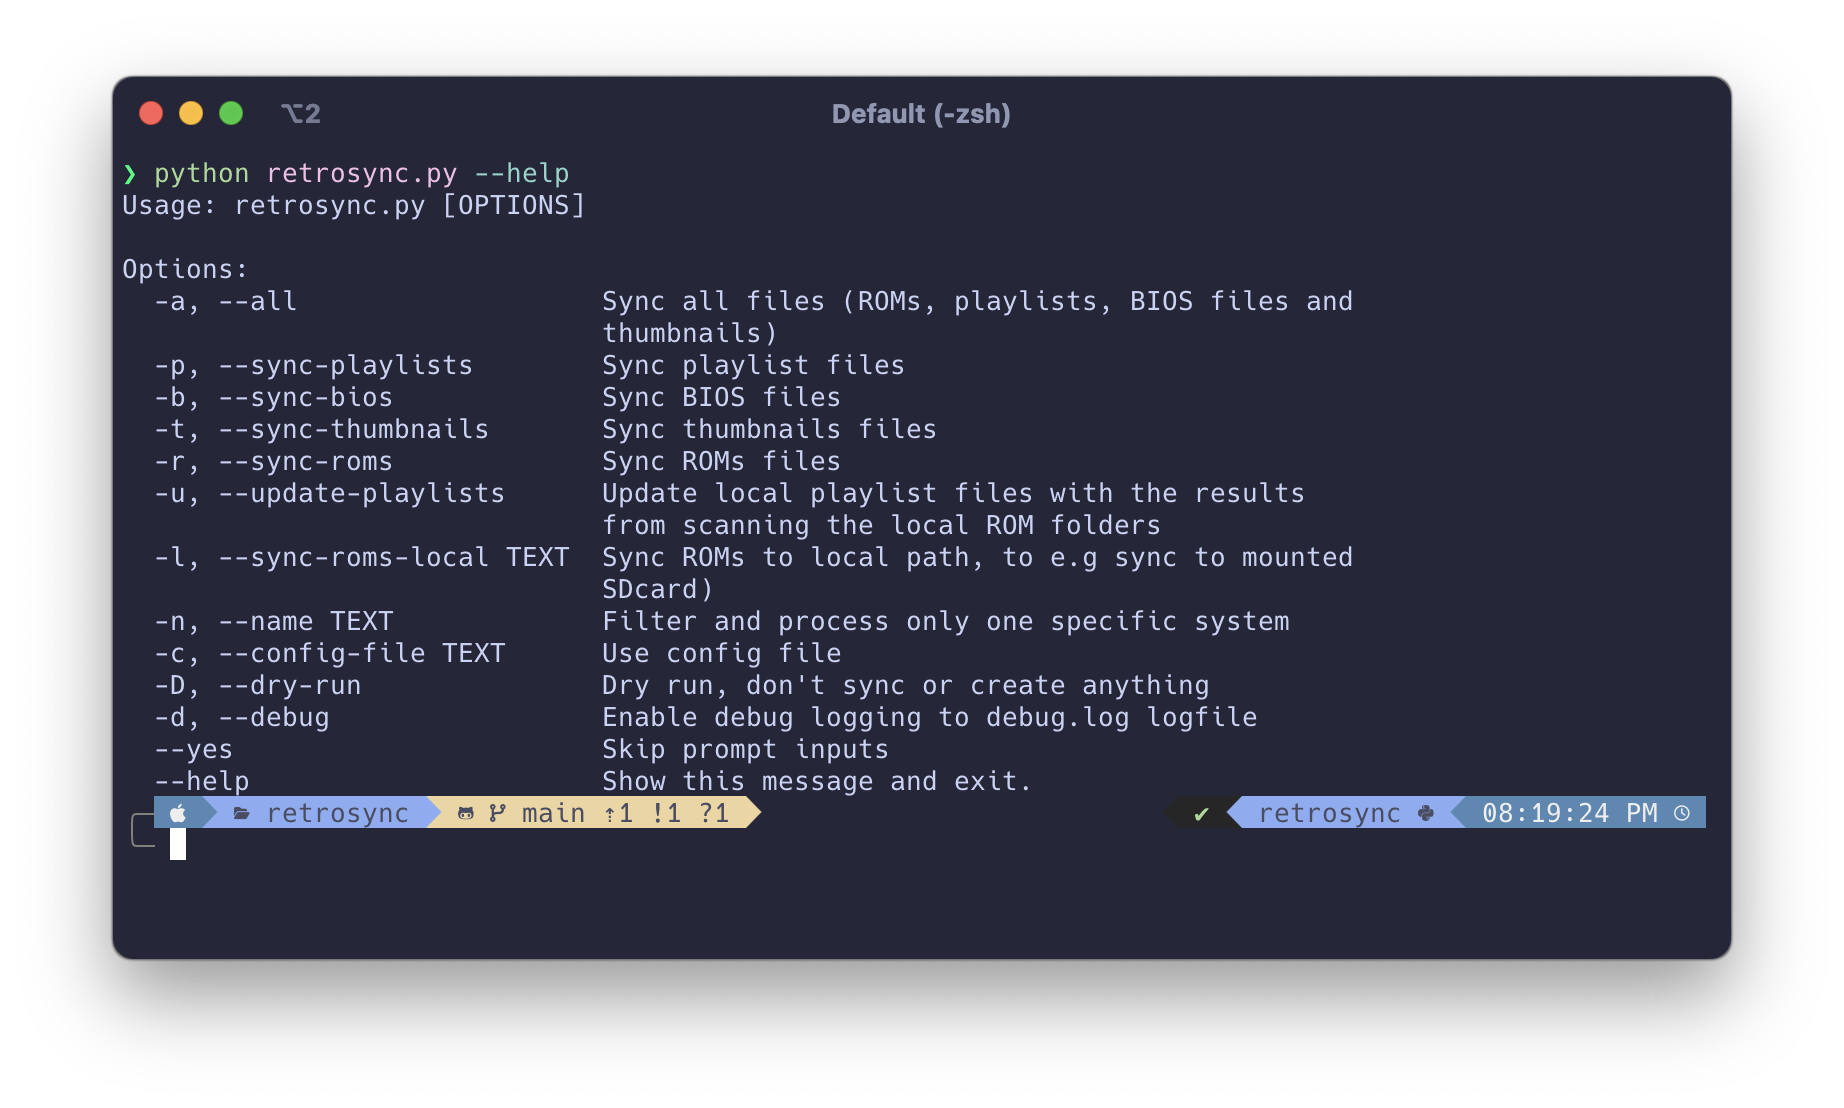 ⌥2 Default (-zsh)
❯ python retrosync.py --help
Usage: retrosync.py [OPTIONS]

Options:
  -a, --all                   Sync all files (ROMs, playlists, BIOS files and
                              thumbnails)
  -p, --sync-playlists        Sync playlist files
  -b, --sync-bios             Sync BIOS files
  -t, --sync-thumbnails       Sync thumbnails files
  -r, --sync-roms             Sync ROMs files
  -u, --update-playlists      Update local playlist files with the results
                              from scanning the local ROM folders
  -l, --sync-roms-local TEXT  Sync ROMs to local path, to e.g sync to mounted
                              SDcard)
  -n, --name TEXT             Filter and process only one specific system
  -c, --config-file TEXT      Use config file
  -D, --dry-run               Dry run, don't sync or create anything
  -d, --debug                 Enable debug logging to debug.log logfile
  --yes                       Skip prompt inputs
  --help                      Show this message and exit.
retrosync main ⇡1 !1 ?1 ✔ retrosync 08:19:24 PM